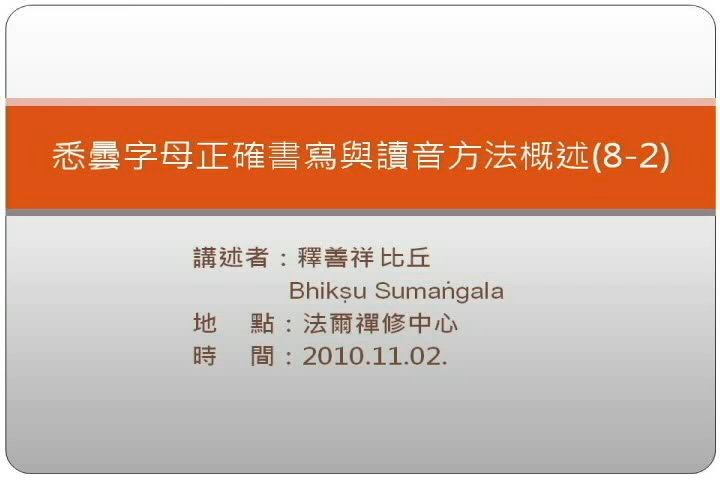 悉曇字母正確書寫與讀音方法概述(8-2)
講述者：釋善祥 比丘
Bhikṣu Sumaṅgala
地　點：法爾禪修中心
時　間：2010.11.02.